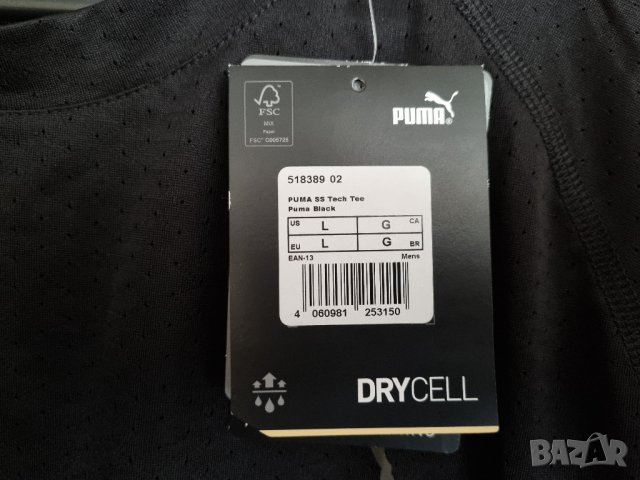 FSC
MIX
Paper
FSC® C005725
PUMA®
518389 02
PUMA SS Tech Tee
Puma Black
US L G CA
EU L G BR
EAN-13 Mens
4 060981 253150
DRYCELL
BAZAR